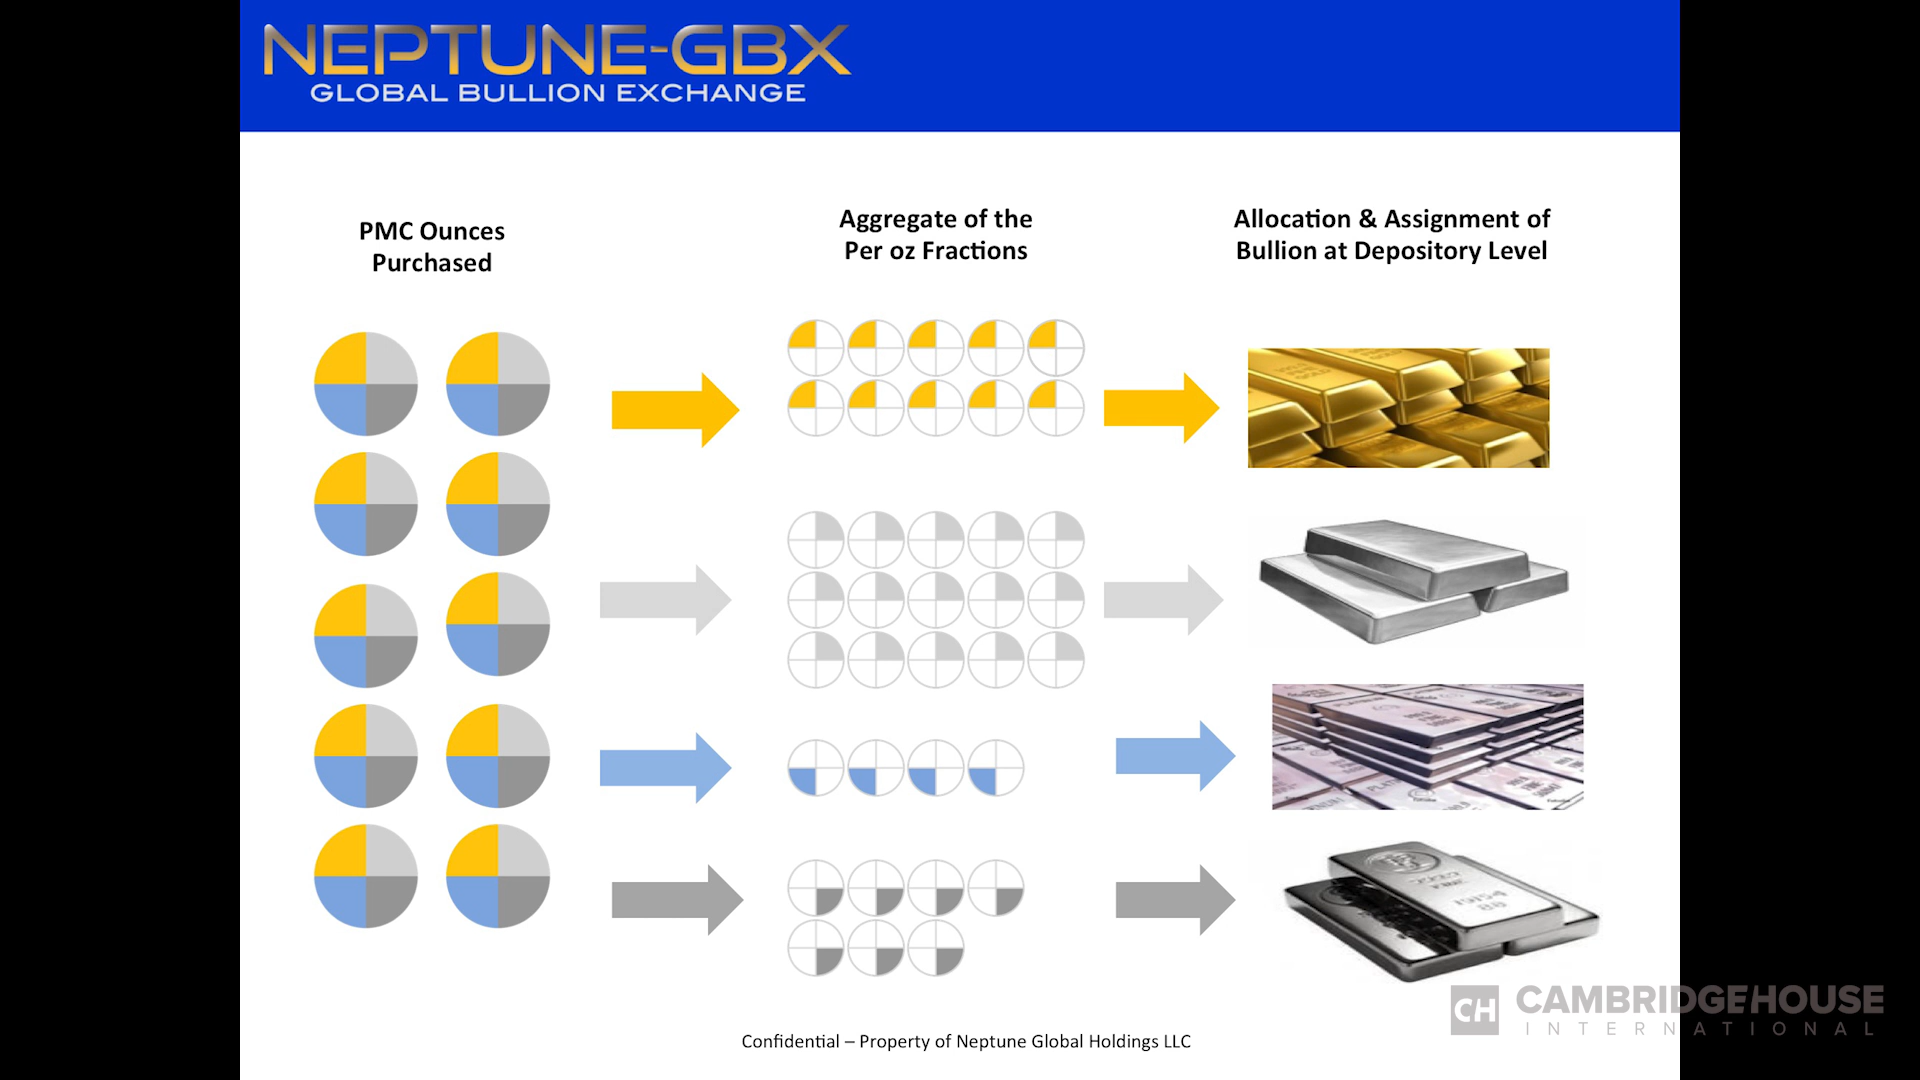 NEPTUNE-GBX
GLOBAL BULLION EXCHANGE
PMC Ounces
Purchased
Aggregate of the
Per oz Fractions
Allocation & Assignment of
Bullion at Depository Level
CH CAMBRIDGEHOUSE
INTERNATIONAL
Confidential – Property of Neptune Global Holdings LLC